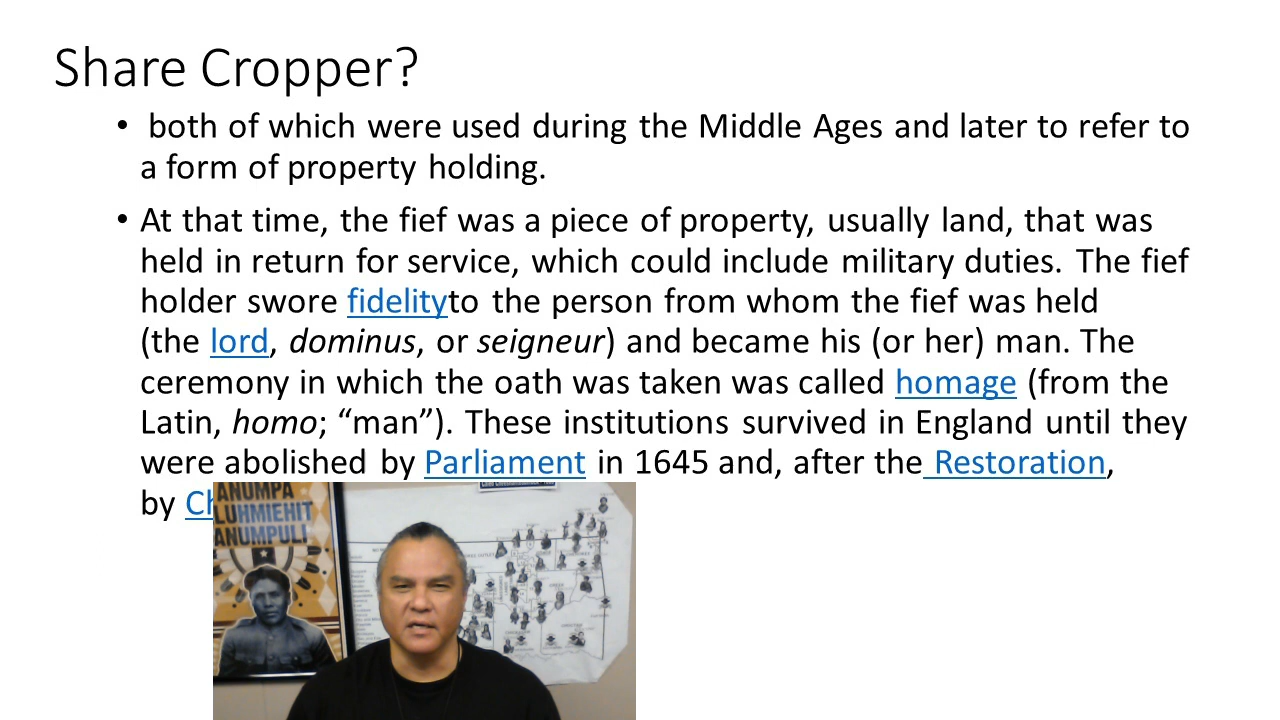 Share Cropper?
• both of which were used during the Middle Ages and later to refer to
a form of property holding.
• At that time, the fief was a piece of property, usually land, that was
held in return for service, which could include military duties. The fief
holder swore fidelityto the person from whom the fief was held
(the lord, dominus, or seigneur) and became his (or her) man. The
ceremony in which the oath was taken was called homage (from the
Latin, homo; “man”). These institutions survived in England until they
were abolished by Parliament in 1645 and, after the Restoration,
by
ANUMPA
LUHMIEHIT
ANUMPULI